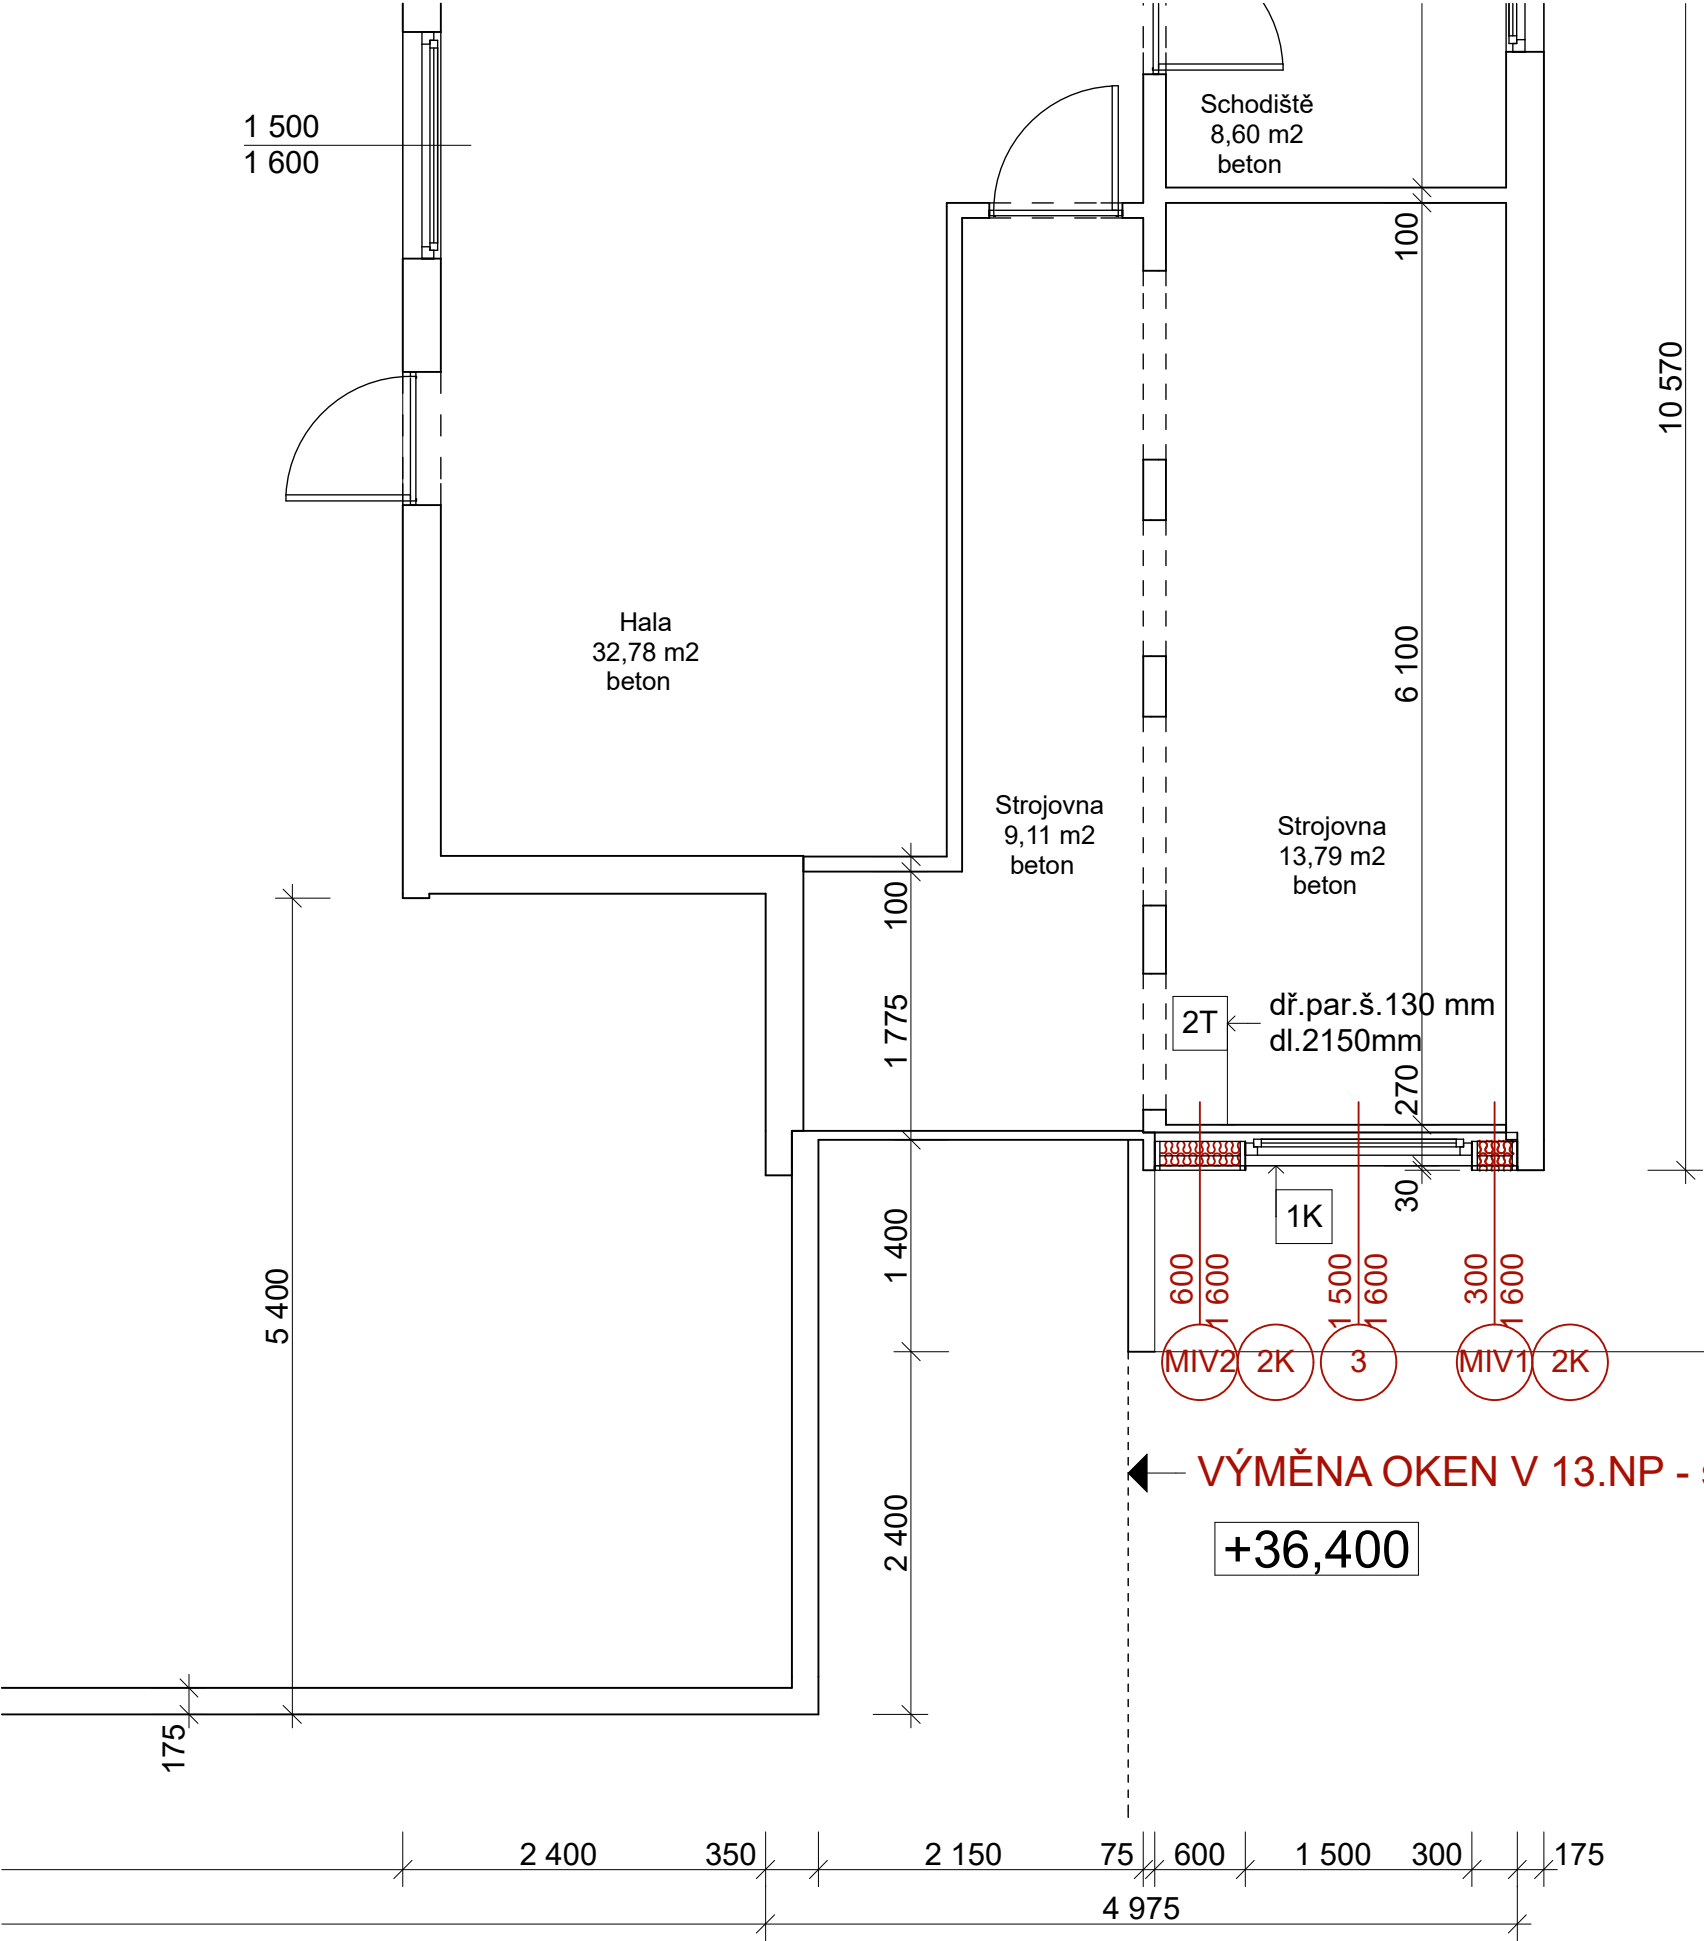 Schodiště
8,60 m2
beton
1 500
1 600
100
10 570
Hala
32,78 m2
beton
6 100
Strojovna
9,11 m2
beton
Strojovna
13,79 m2
beton
100
1 775
2T
dř.par.š.130 mm
dl.2150mm
270
30
1K
1 400
5 400
600
1 600
1 500
1 600
300
1 600
MIV2
2K
3
MIV1
2K
VÝMĚNA OKEN V 13.NP -
+36,400
2 400
175
2 400
350
2 150
75
600
1 500
300
175
4 975